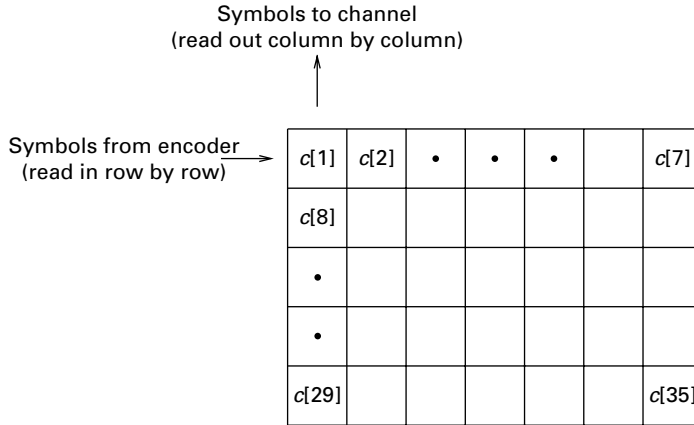 Symbols to channel
(read out column by column)
Symbols from encoder
(read in row by row)
c[1] c[2] • • • c[7]
c[8]
•
•
c[29] c[35]